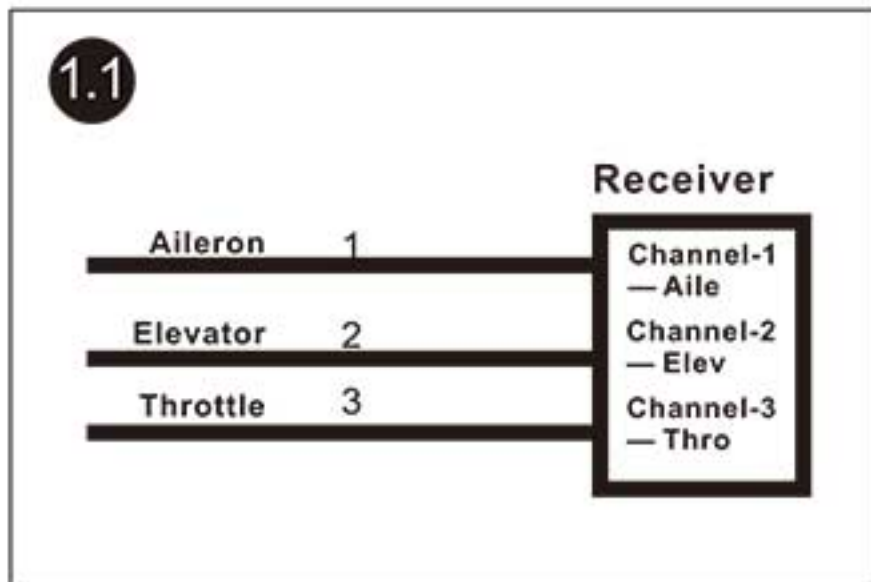 1.1
Receiver
Aileron 1
Channel-1
— Aile
Elevator 2
Channel-2
— Elev
Throttle 3
Channel-3
— Thro